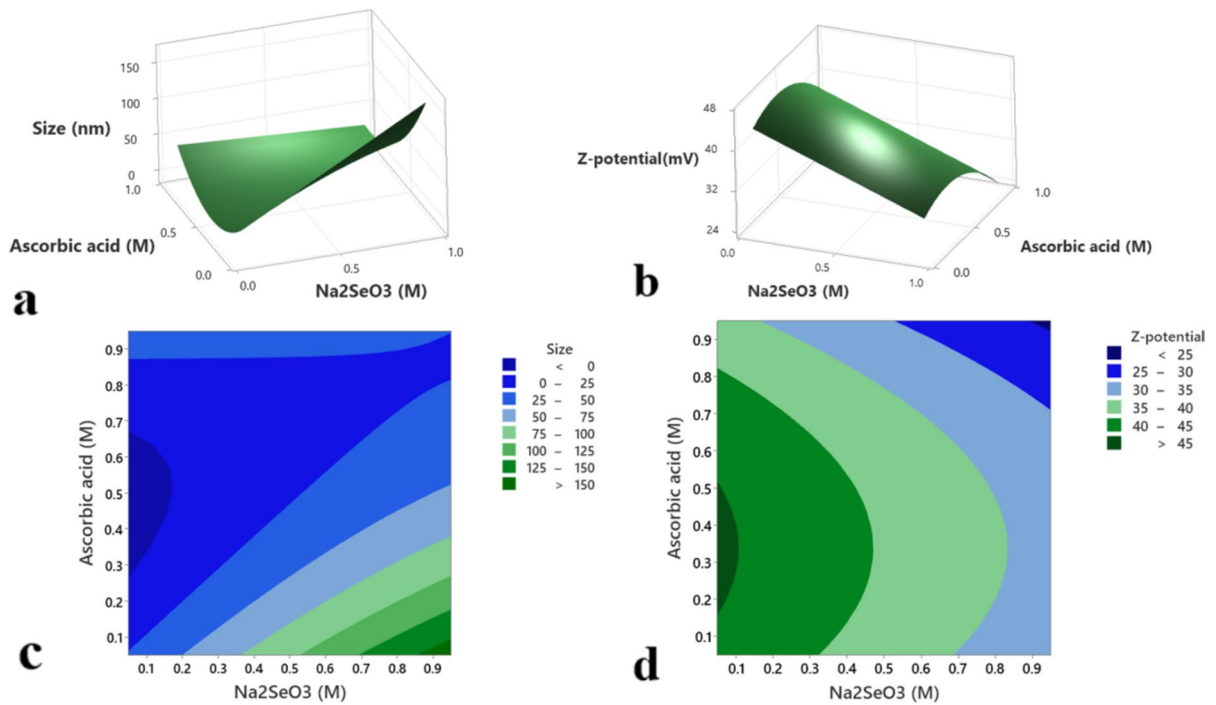 150
100
Size (nm)
50
0
1.0
0.5
Ascorbic acid (M)
0.0
0.0
0.5
1.0
Na2SeO3 (M)
a
48
40
Z-potential(mV)
32
24
0.0
0.5
1.0
Na2SeO3 (M)
0.0
0.5
1.0
Ascorbic acid (M)
b
0.9
0.8
0.7
0.6
0.5
0.4
0.3
0.2
0.1
Ascorbic acid (M)
0.1 0.2 0.3 0.4 0.5 0.6 0.7 0.8 0.9
Na2SeO3 (M)
Size
< 0
0 – 25
25 – 50
50 – 75
75 – 100
100 – 125
125 – 150
> 150
c
0.9
0.8
0.7
0.6
0.5
0.4
0.3
0.2
0.1
Ascorbic acid (M)
0.1 0.2 0.3 0.4 0.5 0.6 0.7 0.8 0.9
Na2SeO3 (M)
Z-potential
< 25
25 – 30
30 – 35
35 – 40
40 – 45
> 45
d